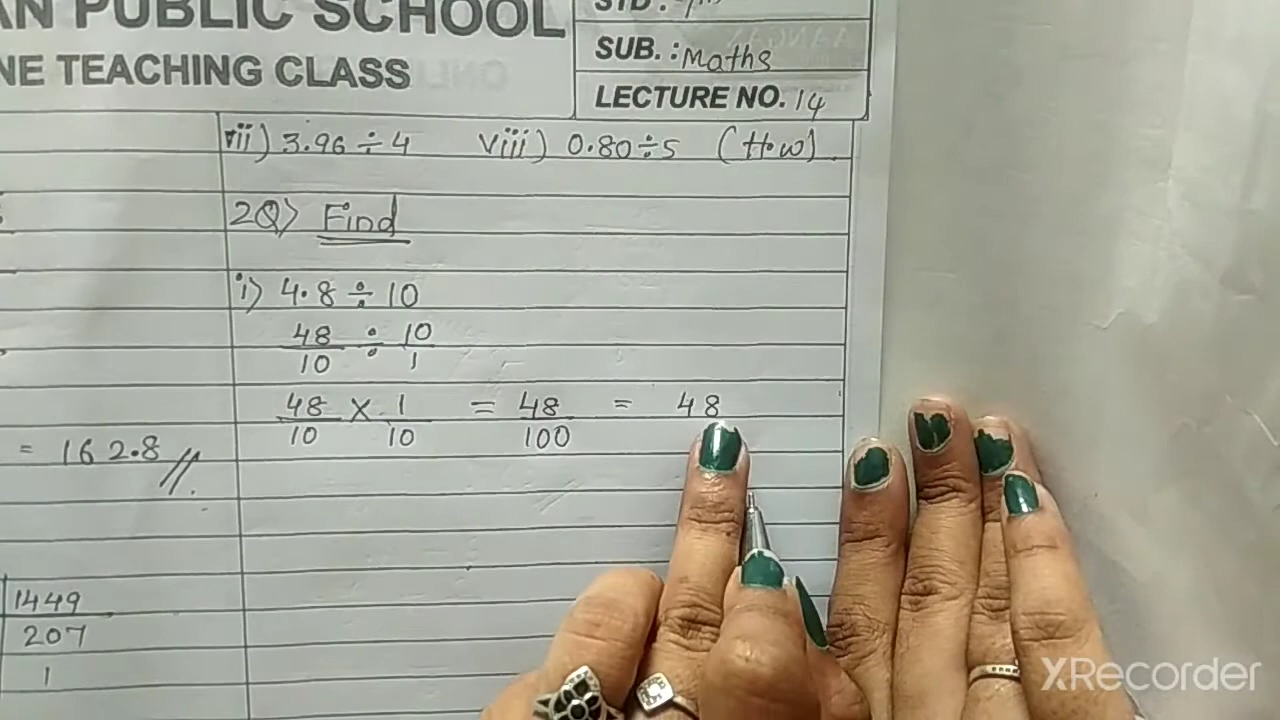 AN PUBLIC SCHOOL
NE TEACHING CLASS
STD :
SUB. : Maths
LECTURE NO. 14
vii) 3.96 ÷ 4 viii) 0.80 ÷ 5 (H.w)
2Q> Find
i) 4.8 ÷ 10
48/10 ÷ 10/1
48/10 × 1/10 = 48/100 = 48
= 162.8 //
1449
207
1
XRecorder